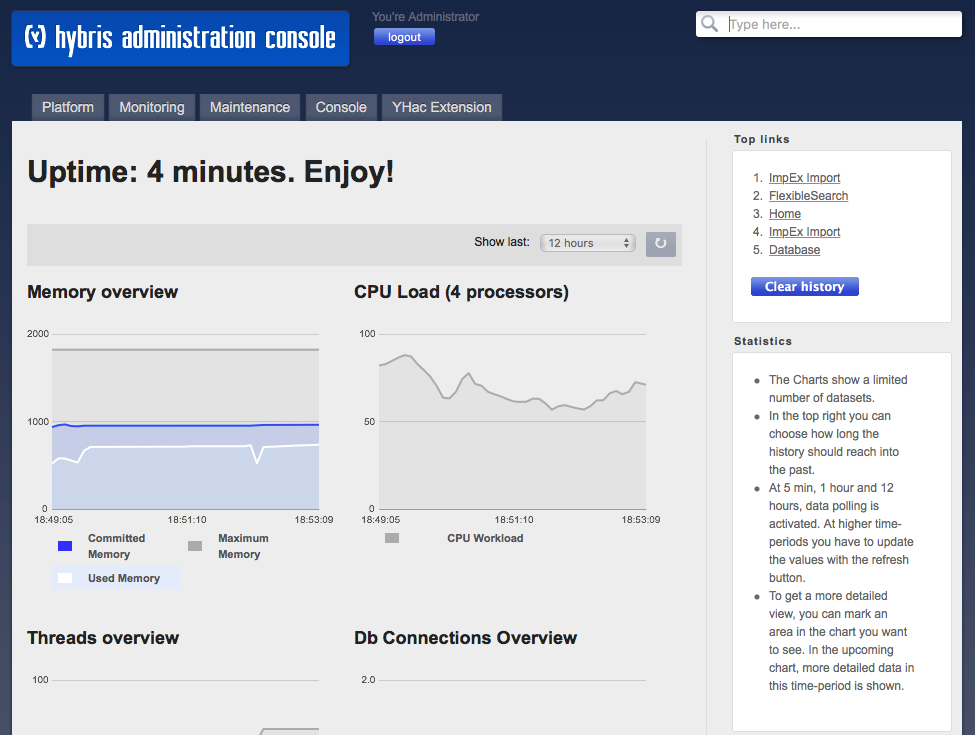 hybris administration console
You're Administrator
logout
Type here...
Platform
Monitoring
Maintenance
Console
YHac Extension
Uptime: 4 minutes. Enjoy!
Show last:
12 hours
Memory overview
2000
1000
0
18:49:05
18:51:10
18:53:09
Committed
Memory
Maximum
Memory
Used Memory
CPU Load (4 processors)
100
50
0
18:49:05
18:51:10
18:53:09
CPU Workload
Threads overview
100
Db Connections Overview
2.0
Top links
1. ImpEx Import
2. FlexibleSearch
3. Home
4. ImpEx Import
5. Database
Clear history
Statistics
The Charts show a limited
number of datasets.
In the top right you can
choose how long the
history should reach into
the past.
At 5 min, 1 hour and 12
hours, data polling is
activated. At higher time-
periods you have to update
the values with the refresh
button.
To get a more detailed
view, you can mark an
area in the chart you want
to see. In the upcoming
chart, more detailed data in
this time-period is shown.